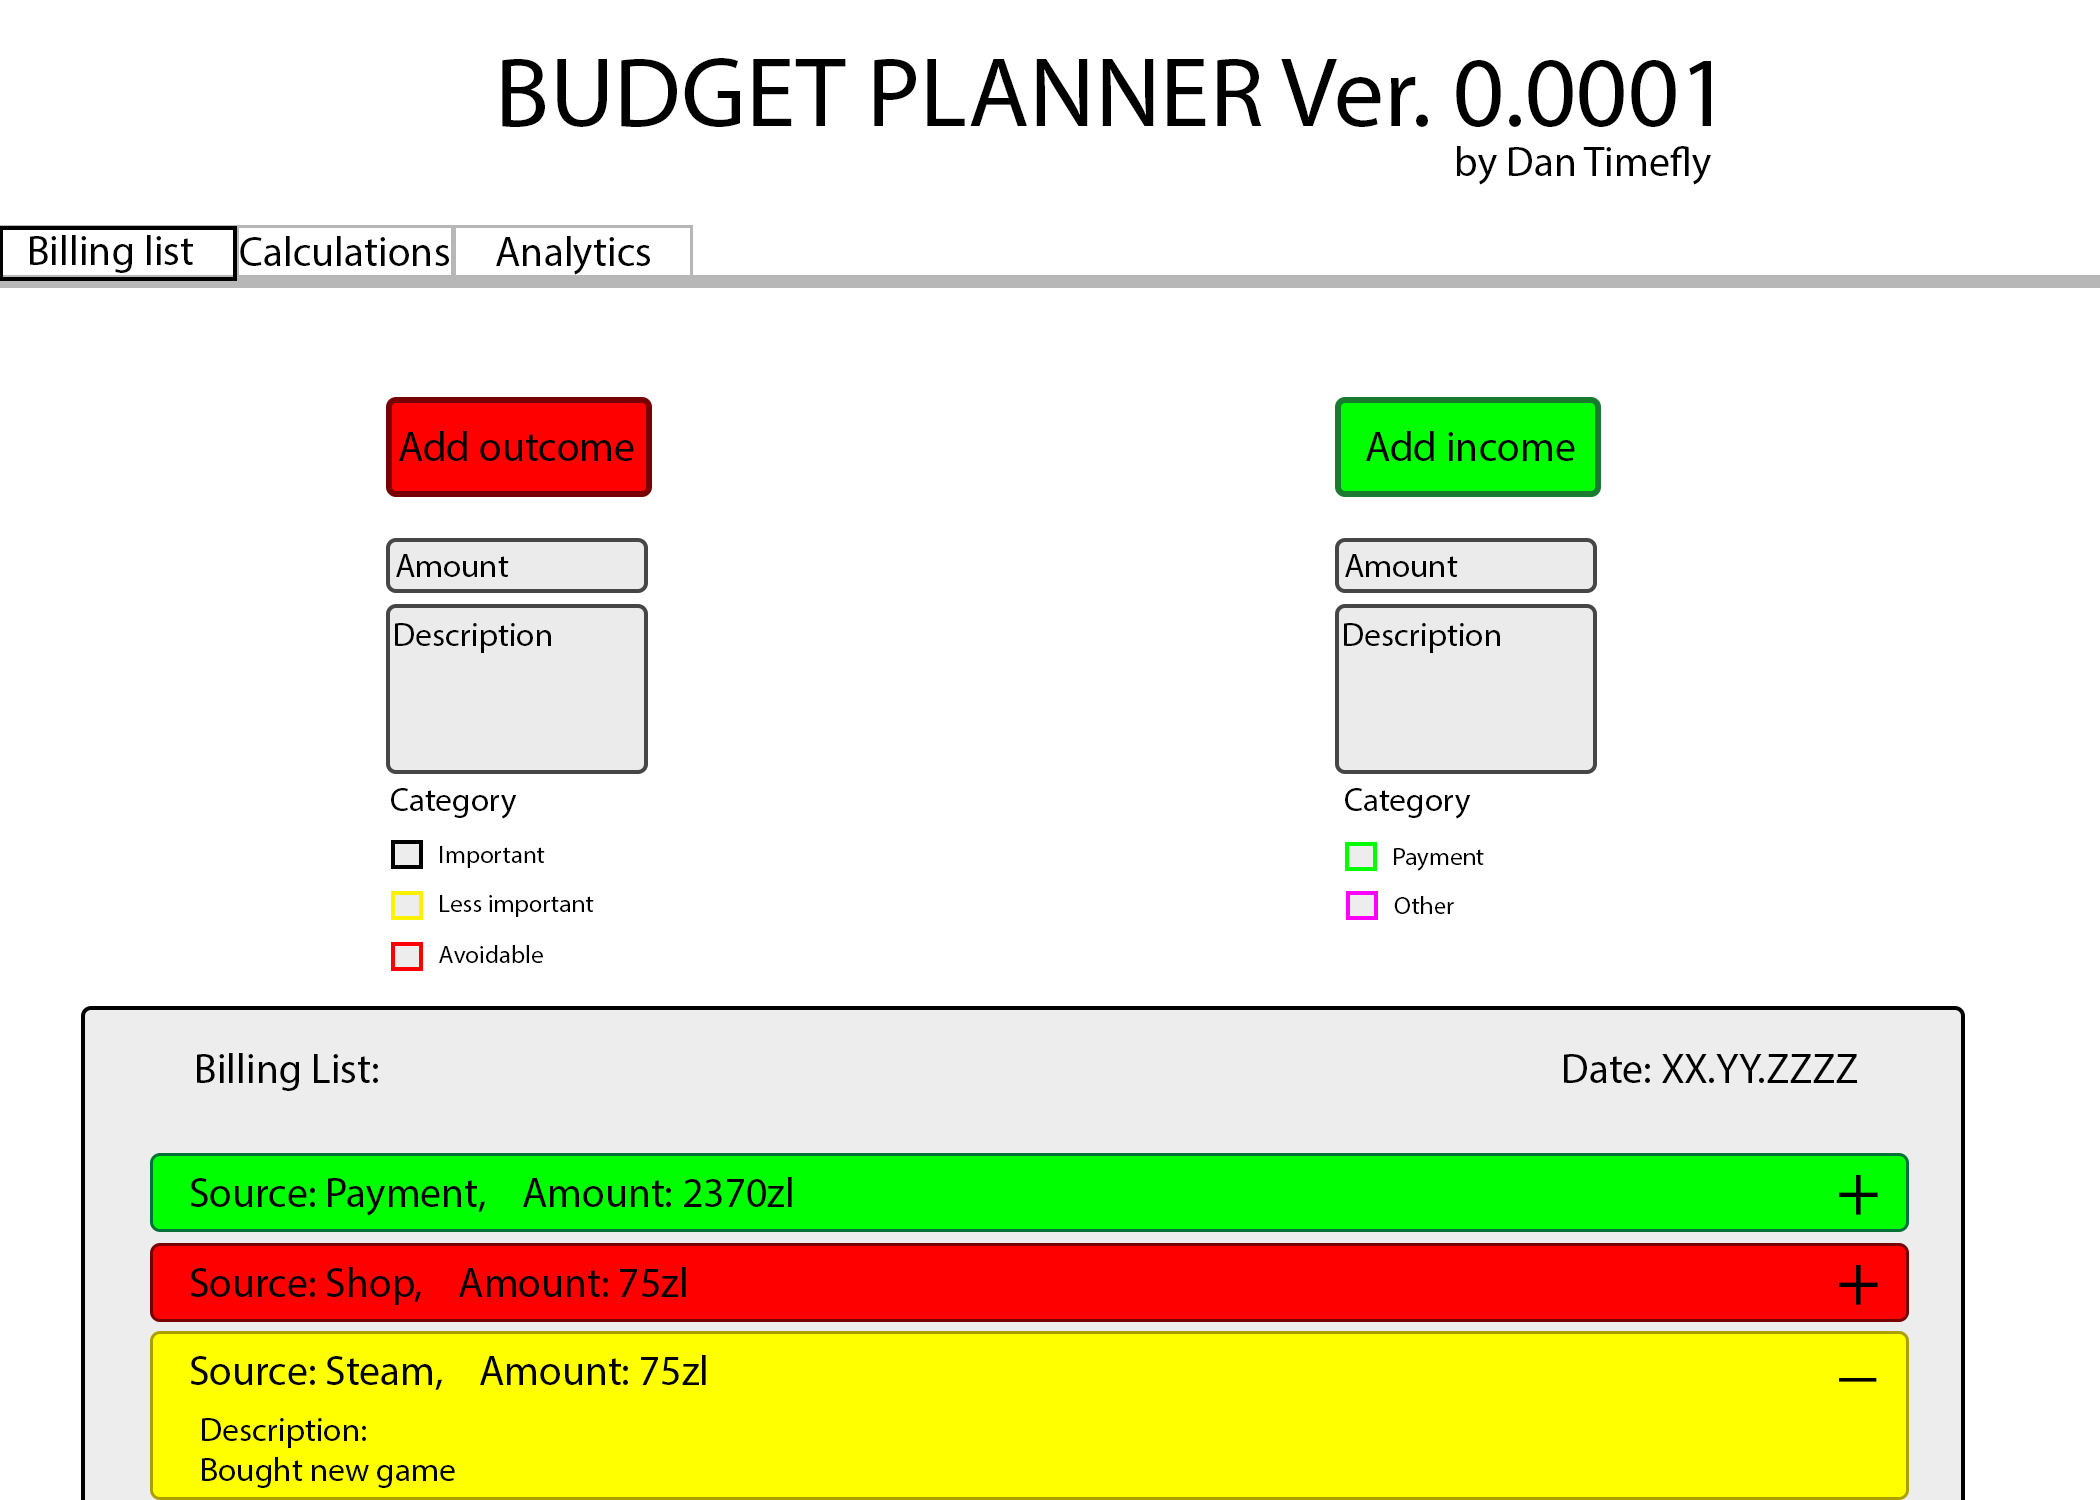 BUDGET PLANNER Ver. 0.0001
by Dan Timefly
Billing list
Calculations
Analytics
Add outcome
Amount
Description
Category
Important
Less important
Avoidable
Add income
Amount
Description
Category
Payment
Other
Billing List:
Date: XX.YY.ZZZZ
Source: Payment, Amount: 2370zl
+
Source: Shop, Amount: 75zl
+
Source: Steam, Amount: 75zl
–
Description:
Bought new game